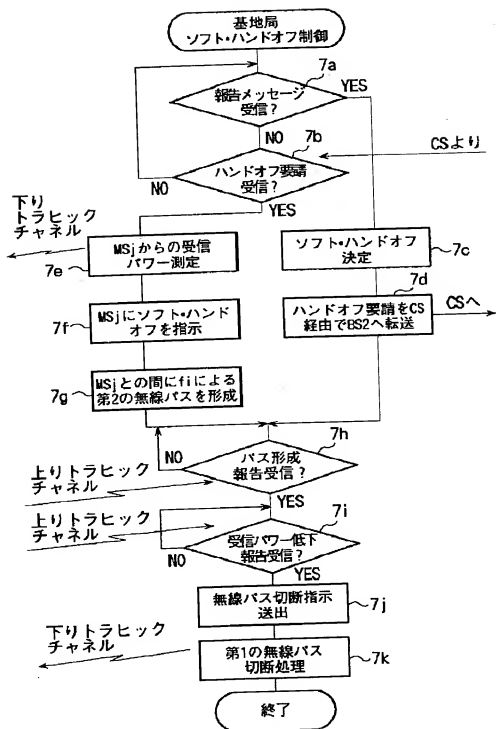 基地局
ソフト・ハンドオフ制御
7a
報告メッセージ
受信?
YES
NO
7b
CSより
ハンドオフ要請
受信?
NO
YES
下り
トラヒック
チャネル
MSjからの受信
パワー測定
7e
ソフト・ハンドオフ
決定
7c
7d
MSjにソフト・ハンド
オフを指示
7f
ハンドオフ要請をCS
経由でBS2へ転送
CSへ
MSjとの間にfiによる
第2の無線パスを形成
7g
7h
NO
パス形成
報告受信?
上りトラヒック
チャネル
YES
7i
上りトラヒック
チャネル
受信パワー低下
報告受信?
NO
YES
無線パス切断指示
送出
7j
下りトラヒック
チャネル
第1の無線パス
切断処理
7k
終了